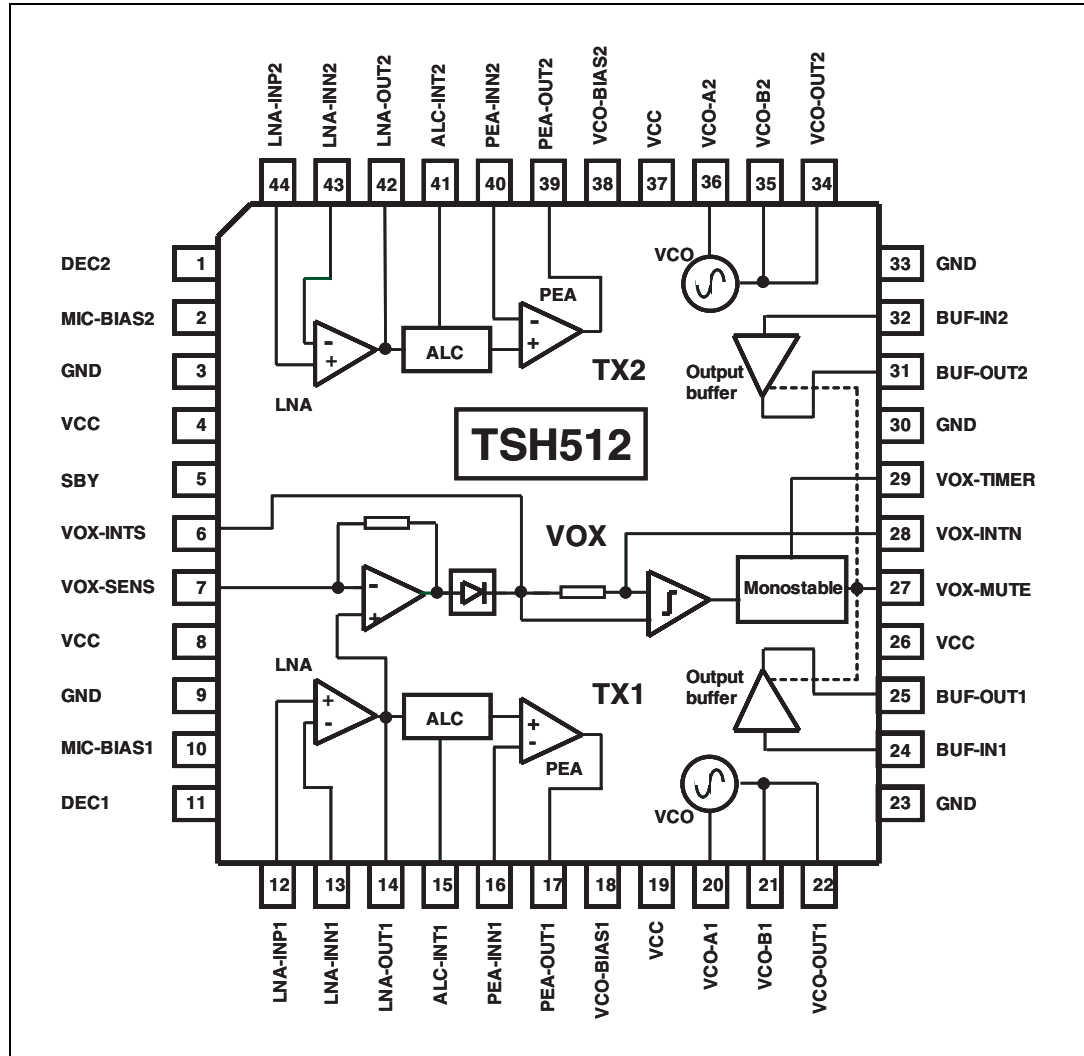 LNA-INP2
LNA-INN2
LNA-OUT2
ALC-INT2
PEA-INN2
PEA-OUT2
VCO-BIAS2
VCC
VCO-A2
VCO-B2
VCO-OUT2
44
43
42
41
40
39
38
37
36
35
34
DEC2
1
MIC-BIAS2
2
GND
3
VCC
4
SBY
5
VOX-INTS
6
VOX-SENS
7
VCC
8
GND
9
MIC-BIAS1
10
DEC1
11
VCO
PEA
-
+
ALC
-
+
LNA
TX2
Output
buffer
TSH512
VOX
-
+
Monostable
LNA
+
-
ALC
TX1
+
-
PEA
Output
buffer
VCO
33
GND
32
BUF-IN2
31
BUF-OUT2
30
GND
29
VOX-TIMER
28
VOX-INTN
27
VOX-MUTE
26
VCC
25
BUF-OUT1
24
BUF-IN1
23
GND
12
13
14
15
16
17
18
19
20
21
22
LNA-INP1
LNA-INN1
LNA-OUT1
ALC-INT1
PEA-INN1
PEA-OUT1
VCO-BIAS1
VCC
VCO-A1
VCO-B1
VCO-OUT1